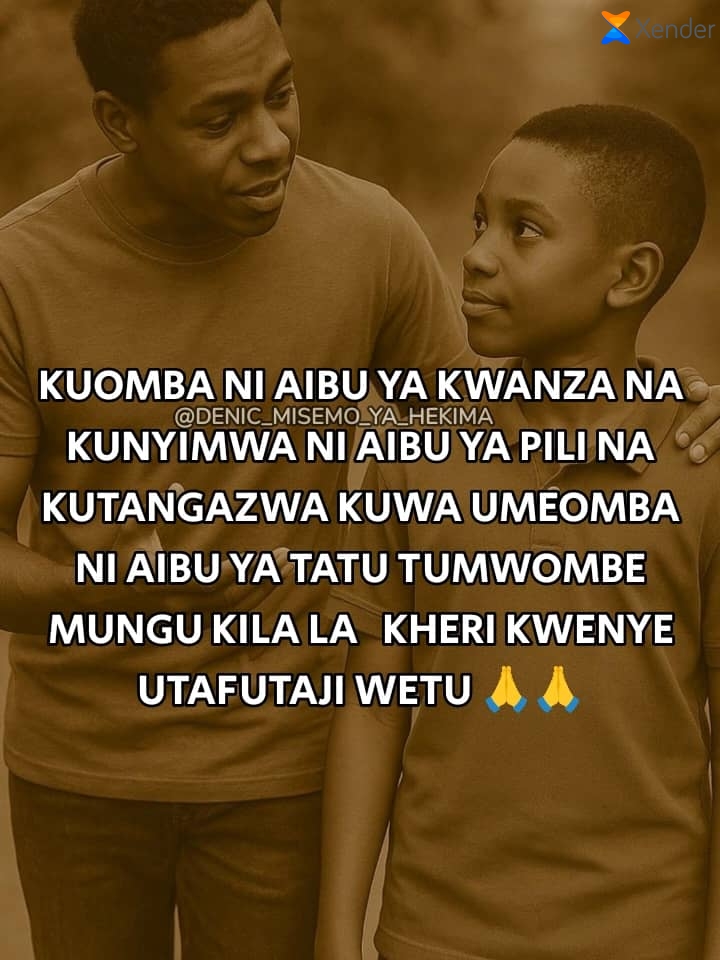 Xender
KUOMBA NI AIBU YA KWANZA NA
@DENIC_MISEMO_YA_HEKIMA
KUNYIMWA NI AIBU YA PILI NA
KUTANGAZWA KUWA UMEOMBA
NI AIBU YA TATU TUMWOMBE
MUNGU KILA LA KHERI KWENYE
UTAFUTAJI WETU 🙏🙏